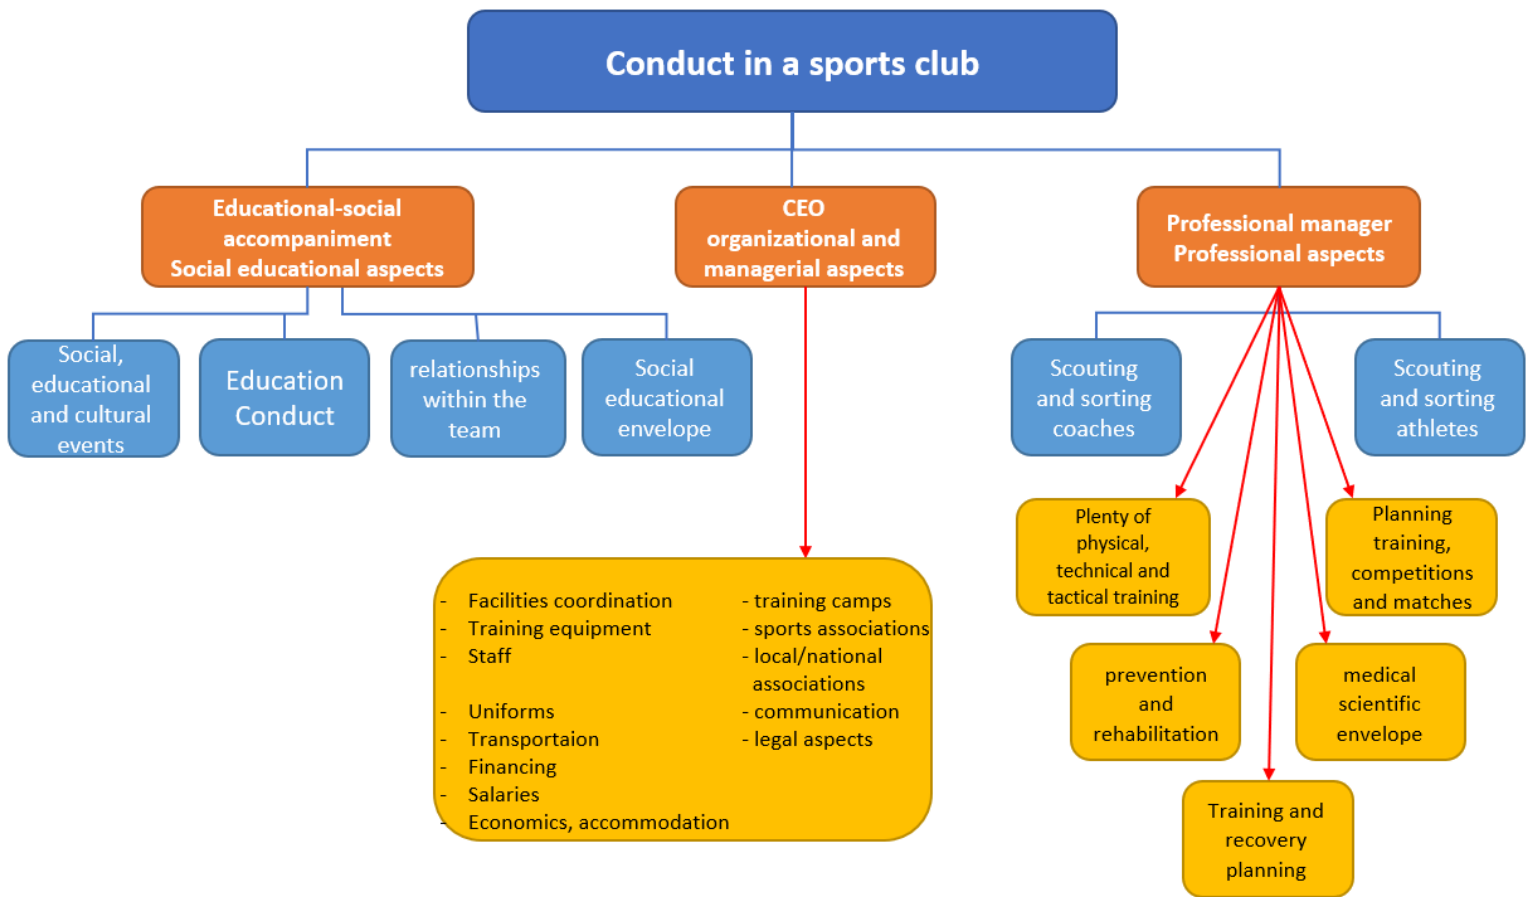 Conduct in a sports club
Educational-social
accompaniment
Social educational aspects
CEO
organizational and
managerial aspects
Professional manager
Professional aspects
Social,
educational
and cultural
events
Education
Conduct
relationships
within the
team
Social
educational
envelope
Scouting
and sorting
coaches
Scouting
and sorting
athletes
- Facilities coordination
- Training equipment
- Staff
- Uniforms
- Transportaion
- Financing
- Salaries
- Economics, accommodation
- training camps
- sports associations
- local/national
associations
- communication
- legal aspects
Plenty of
physical,
technical and
tactical training
Planning
training,
competitions
and matches
prevention
and
rehabilitation
medical
scientific
envelope
Training and
recovery
planning